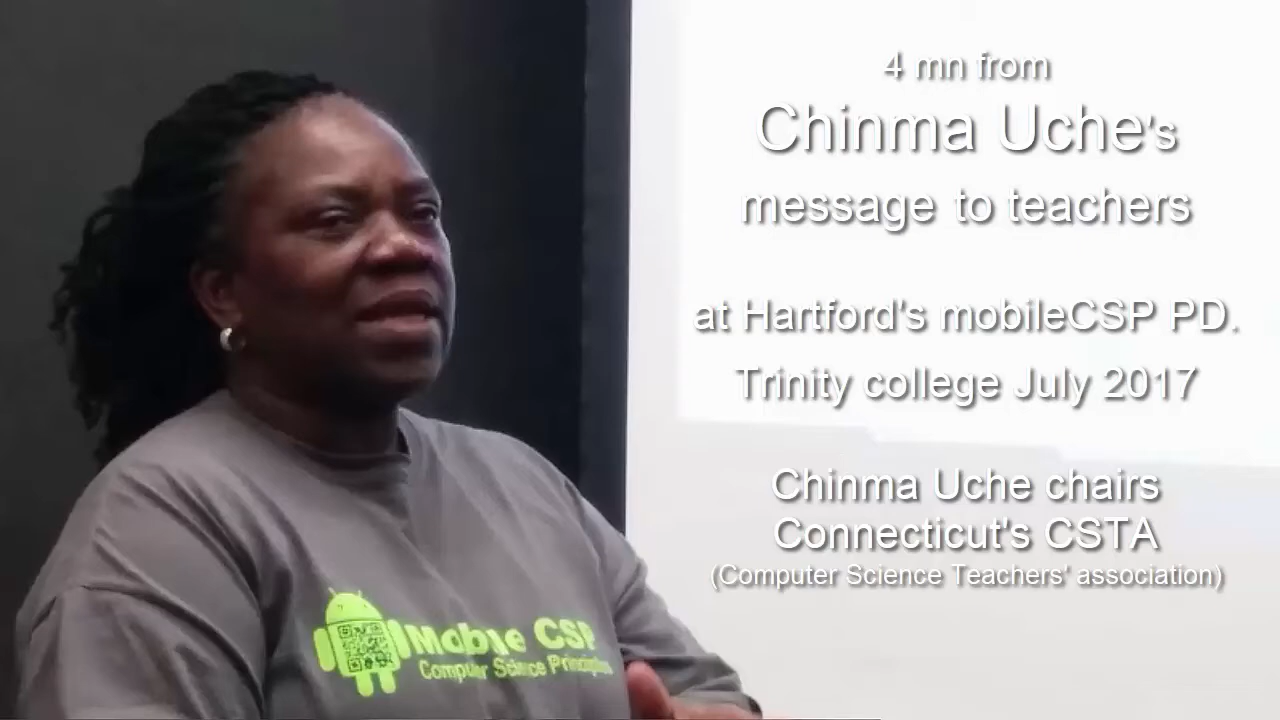 4 mn from
Chinma Uche's
message to teachers
at Hartford's mobileCSP PD.
Trinity college July 2017
Chinma Uche chairs
Connecticut's CSTA
(Computer Science Teachers' association)
Mobile CSP
Computer Science Principles